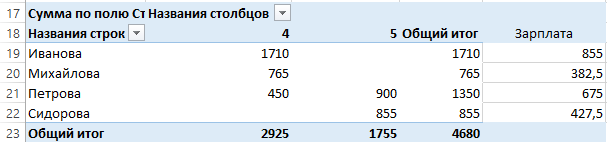 17 Сумма по полю Ст Названия столбцов
18 Названия строк 4 5 Общий итог Зарплата
19 Иванова 1710 1710 855
20 Михайлова 765 765 382,5
21 Петрова 450 900 1350 675
22 Сидорова 855 855 427,5
23 Общий итог 2925 1755 4680